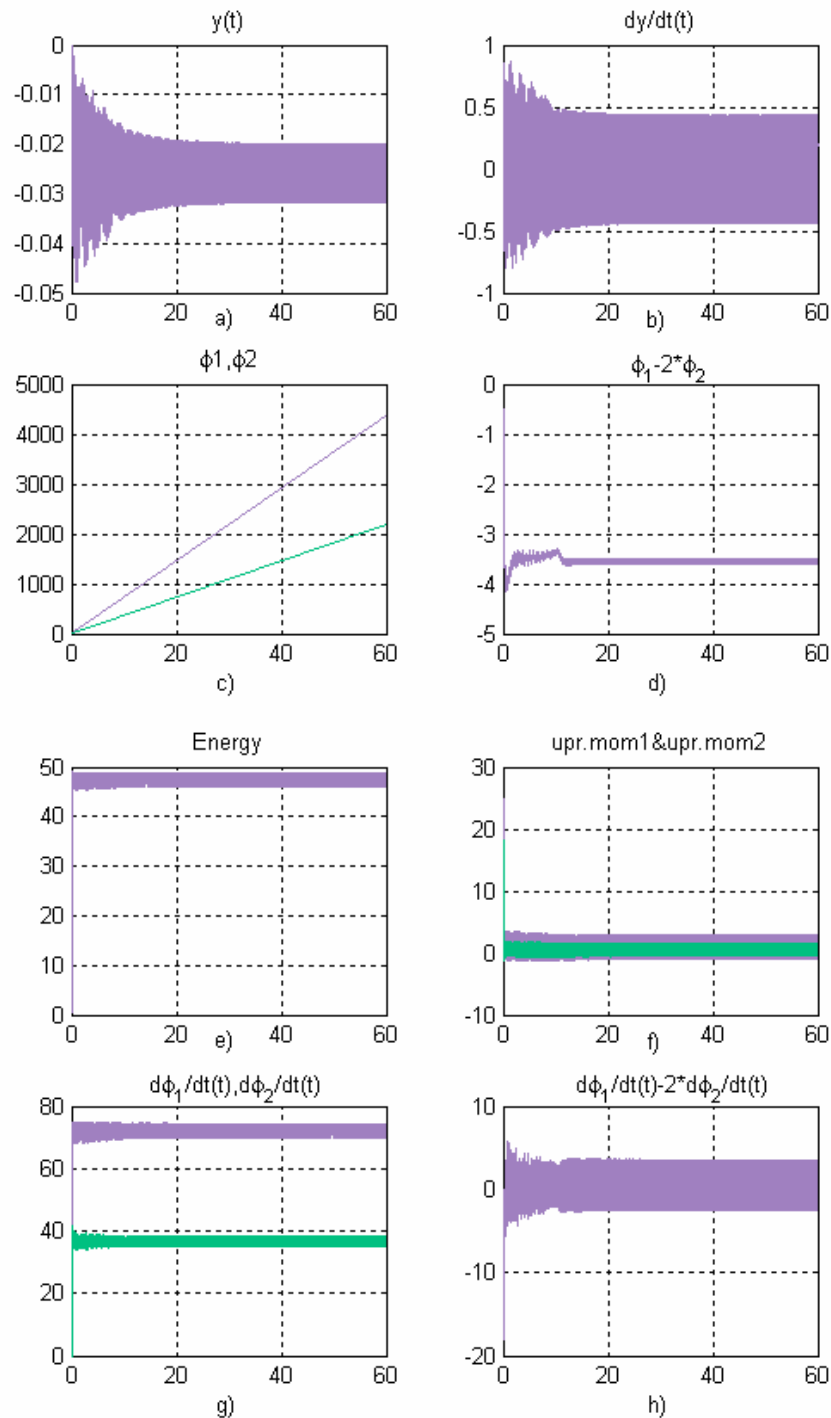 y(t)
0
-0.01
-0.02
-0.03
-0.04
-0.05
0 20 40 60
a)
dy/dt(t)
1
0.5
0
-0.5
-1
0 20 40 60
b)
ϕ1,ϕ2
5000
4000
3000
2000
1000
0
0 20 40 60
c)
ϕ1-2*ϕ2
0
-1
-2
-3
-4
-5
0 20 40 60
d)
Energy
50
40
30
20
10
0
0 20 40 60
e)
upr.mom1&upr.mom2
30
20
10
0
-10
0 20 40 60
f)
dϕ1/dt(t),dϕ2/dt(t)
80
60
40
20
0
0 20 40 60
g)
dϕ1/dt(t)-2*dϕ2/dt(t)
10
0
-10
-20
0 20 40 60
h)